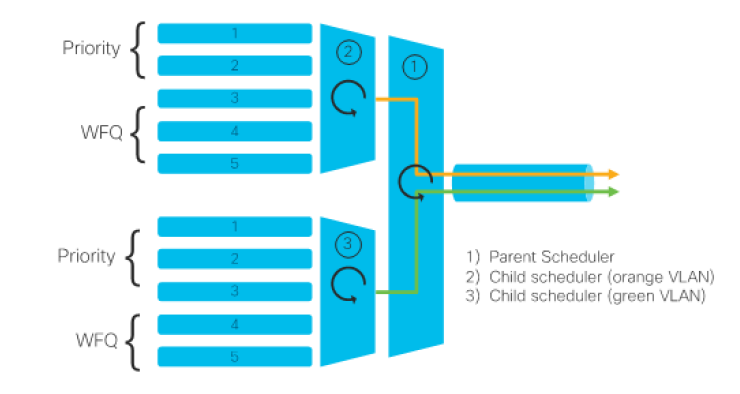 Priority
WFQ
1
2
3
4
5
2
1
Priority
WFQ
1
2
3
4
5
3
1) Parent Scheduler
2) Child scheduler (orange VLAN)
3) Child scheduler (green VLAN)